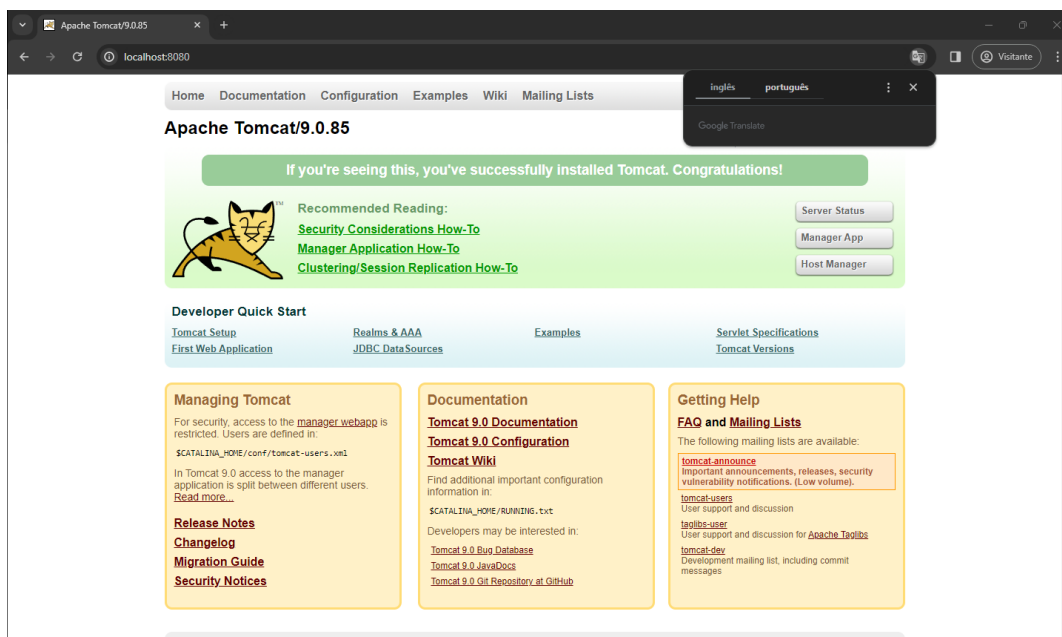 Apache Tomcat/9.0.85
localhost:8080
Visitante
inglês português
Google Translate
Home Documentation Configuration Examples Wiki Mailing Lists
Apache Tomcat/9.0.85
If you're seeing this, you've successfully installed Tomcat. Congratulations!
TM
Recommended Reading:
Security Considerations How-To
Manager Application How-To
Clustering/Session Replication How-To
Server Status
Manager App
Host Manager
Developer Quick Start
Tomcat Setup
First Web Application
Realms & AAA
JDBC DataSources
Examples
Servlet Specifications
Tomcat Versions
Managing Tomcat
For security, access to the manager webapp is
restricted. Users are defined in:
$CATALINA_HOME/conf/tomcat-users.xml
In Tomcat 9.0 access to the manager
application is split between different users.
Read more...
Release Notes
Changelog
Migration Guide
Security Notices
Documentation
Tomcat 9.0 Documentation
Tomcat 9.0 Configuration
Tomcat Wiki
Find additional important configuration
information in:
$CATALINA_HOME/RUNNING.txt
Developers may be interested in:
Tomcat 9.0 Bug Database
Tomcat 9.0 JavaDocs
Tomcat 9.0 Git Repository at GitHub
Getting Help
FAQ and Mailing Lists
The following mailing lists are available:
tomcat-announce
Important announcements, releases, security
vulnerability notifications. (Low volume).
tomcat-users
User support and discussion
taglibs-user
User support and discussion for Apache Taglibs
tomcat-dev
Development mailing list, including commit
messages